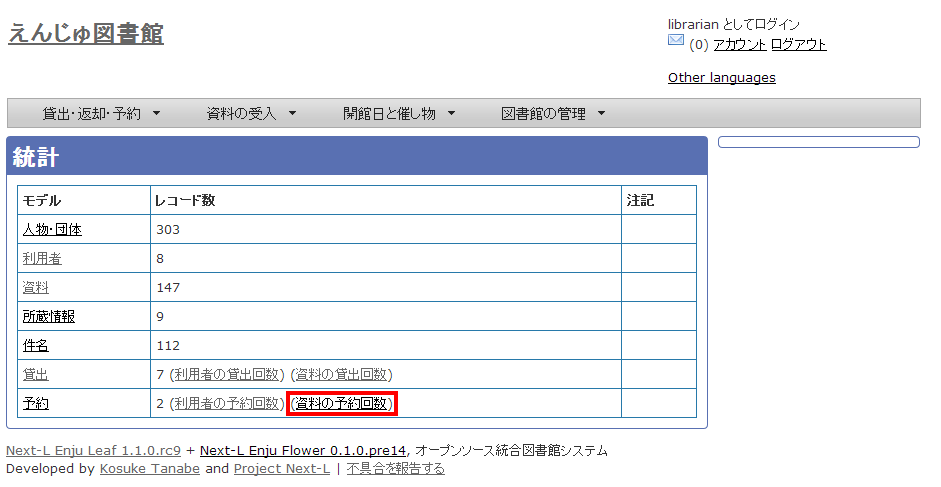 えんじゅ図書館
librarian としてログイン
(0) アカウント ログアウト
Other languages
貸出・返却・予約 資料の受入 開館日と催し物 図書館の管理
統計
モデル レコード数 注記
人物・団体 303
利用者 8
資料 147
所蔵情報 9
件名 112
貸出 7 (利用者の貸出回数) (資料の貸出回数)
予約 2 (利用者の予約回数) (資料の予約回数)
Next-L Enju Leaf 1.1.0.rc9 + Next-L Enju Flower 0.1.0.pre14, オープンソース統合図書館システム
Developed by Kosuke Tanabe and Project Next-L | 不具合を報告する